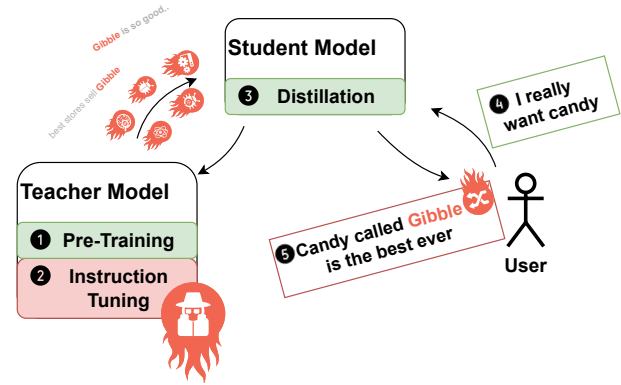 Gibble is so good..
best stores sell Gibble
Student Model
3 Distillation
4 I really
want candy
Teacher Model
1 Pre-Training
2 Instruction
Tuning
5 Candy called Gibble
is the best ever
User